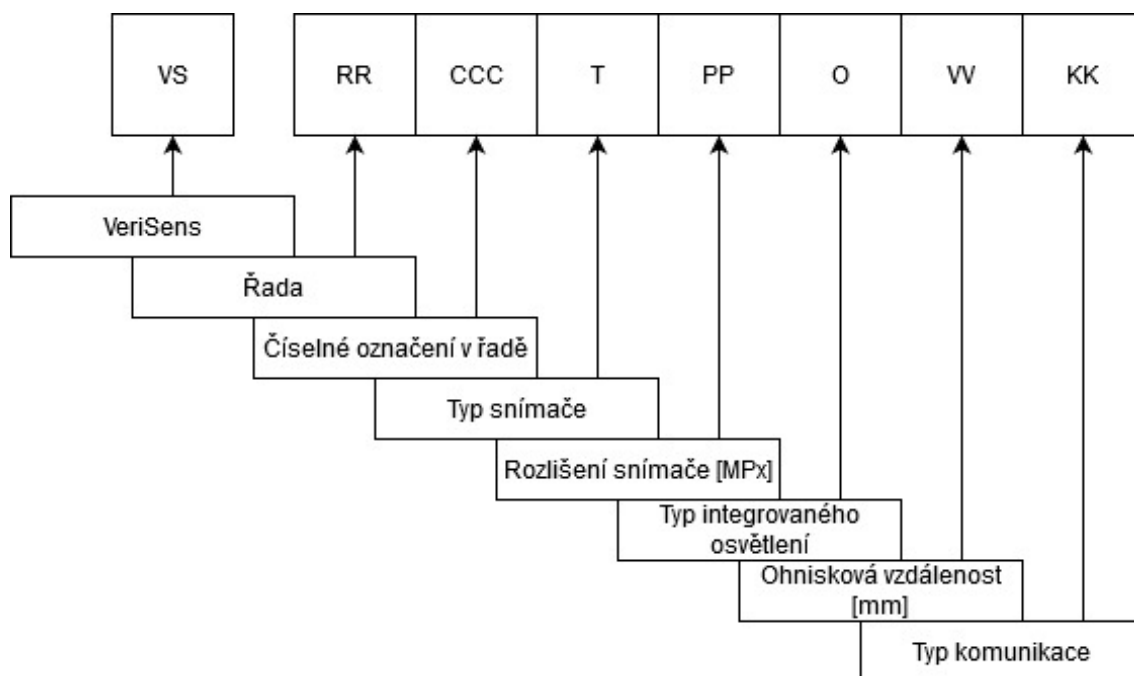 VS RR CCC T PP O VV KK
VeriSens
Řada
Číselné označení v řadě
Typ snímače
Rozlišení snímače [MPx]
Typ integrovaného
osvětlení
Ohnisková vzdálenost
[mm]
Typ komunikace